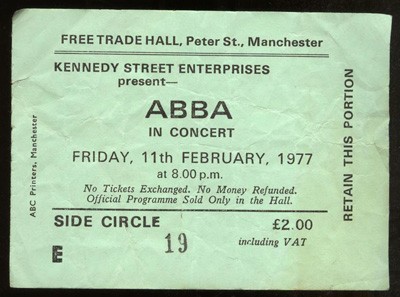 FREE TRADE HALL, Peter St., Manchester
KENNEDY STREET ENTERPRISES
present—
ABBA
IN CONCERT
FRIDAY, 11th FEBRUARY, 1977
at 8.00 p.m.
No Tickets Exchanged. No Money Refunded.
Official Programme Sold Only in the Hall.
SIDE CIRCLE £2.00
E 19 including VAT
ABC Printers, Manchester
RETAIN THIS PORTION